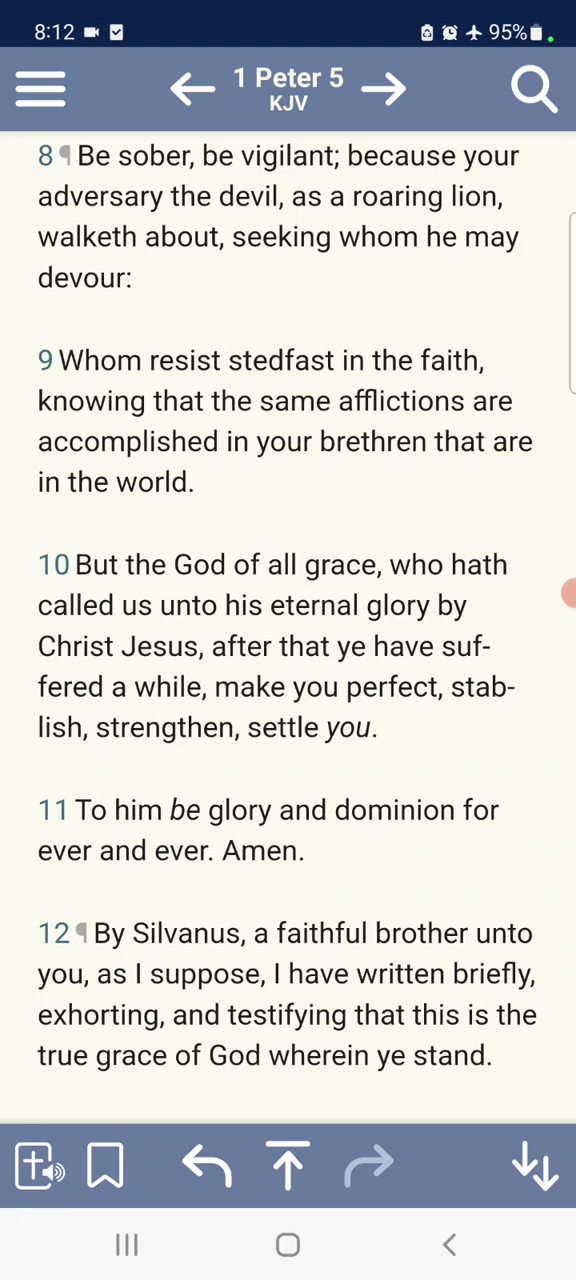 8:12
95%
1 Peter 5
KJV
8 ¶ Be sober, be vigilant; because your
adversary the devil, as a roaring lion,
walketh about, seeking whom he may
devour:
9 Whom resist stedfast in the faith,
knowing that the same afflictions are
accomplished in your brethren that are
in the world.
10 But the God of all grace, who hath
called us unto his eternal glory by
Christ Jesus, after that ye have suf-
fered a while, make you perfect, stab-
lish, strengthen, settle you.
11 To him be glory and dominion for
ever and ever. Amen.
12 ¶ By Silvanus, a faithful brother unto
you, as I suppose, I have written briefly,
exhorting, and testifying that this is the
true grace of God wherein ye stand.